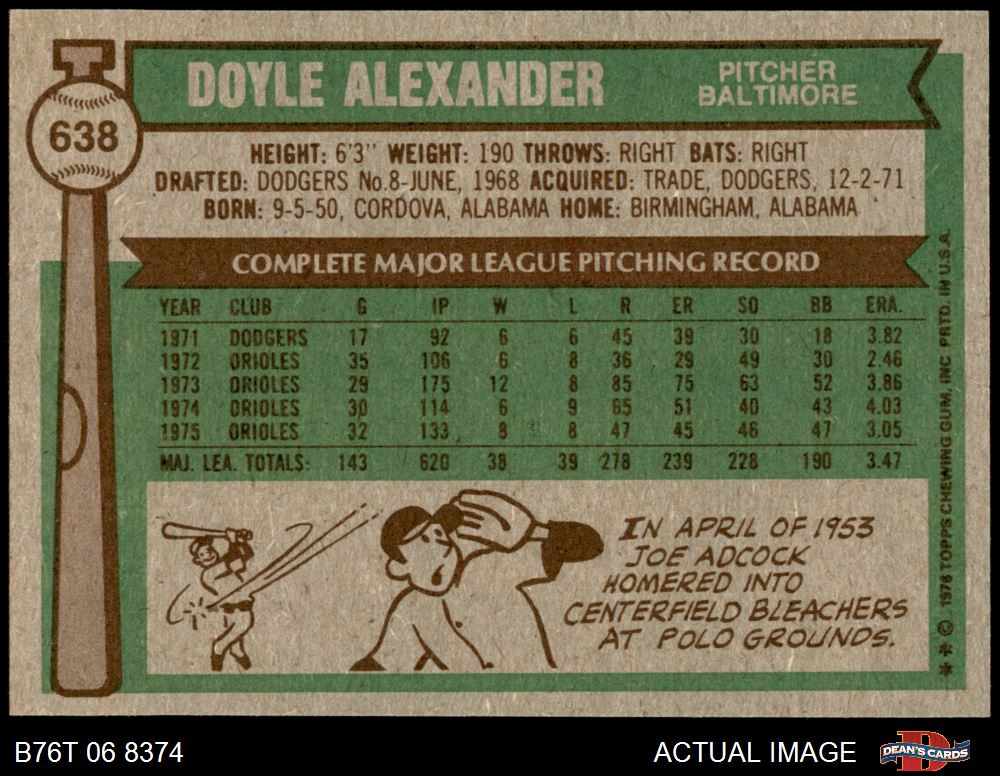 638
DOYLE ALEXANDER
PITCHER
BALTIMORE
HEIGHT: 6'3" WEIGHT: 190 THROWS: RIGHT BATS: RIGHT
DRAFTED: DODGERS No.8-JUNE, 1968 ACQUIRED: TRADE, DODGERS, 12-2-71
BORN: 9-5-50, CORDOVA, ALABAMA HOME: BIRMINGHAM, ALABAMA
COMPLETE MAJOR LEAGUE PITCHING RECORD
YEAR CLUB G IP W L R ER SO BB ERA.
1971 DODGERS 17 92 6 6 45 39 30 18 3.82
1972 ORIOLES 35 106 6 8 36 29 49 30 2.46
1973 ORIOLES 29 175 12 8 85 75 63 52 3.86
1974 ORIOLES 30 114 6 9 65 51 40 43 4.03
1975 ORIOLES 32 133 8 8 47 45 46 47 3.05
MAJ. LEA. TOTALS: 143 620 38 39 278 239 228 190 3.47
IN APRIL OF 1953
JOE ADCOCK
HOMERED INTO
CENTERFIELD BLEACHERS
AT POLO GROUNDS.
** © 1976 TOPPS CHEWING GUM, INC PRTD. IN U.S.A.
B76T 06 8374
ACTUAL IMAGE
D
DEAN'S CARDS